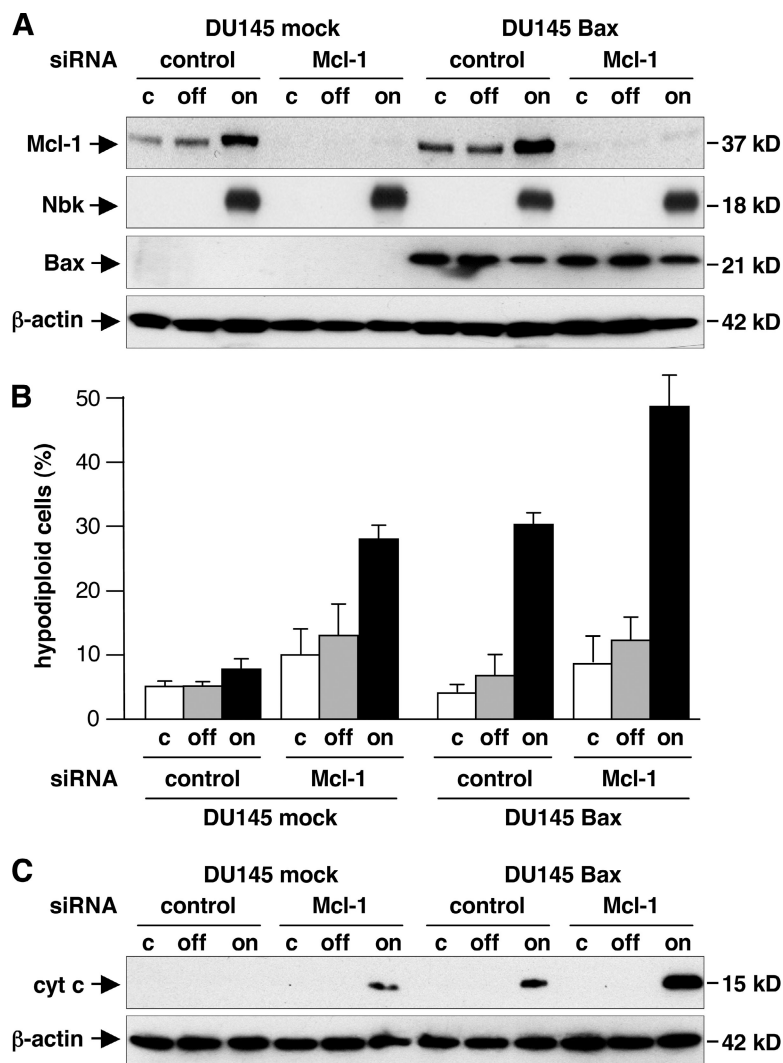 A
DU145 mock DU145 Bax
siRNA control Mcl-1 control Mcl-1
c off on c off on c off on c off on
Mcl-1 37 kD
Nbk 18 kD
Bax 21 kD
β-actin 42 kD
B
hypodiploid cells (%)
50
40
30
20
10
0
c off on c off on c off on c off on
siRNA control Mcl-1 control Mcl-1
DU145 mock DU145 Bax
C
DU145 mock DU145 Bax
siRNA control Mcl-1 control Mcl-1
c off on c off on c off on c off on
cyt c 15 kD
β-actin 42 kD